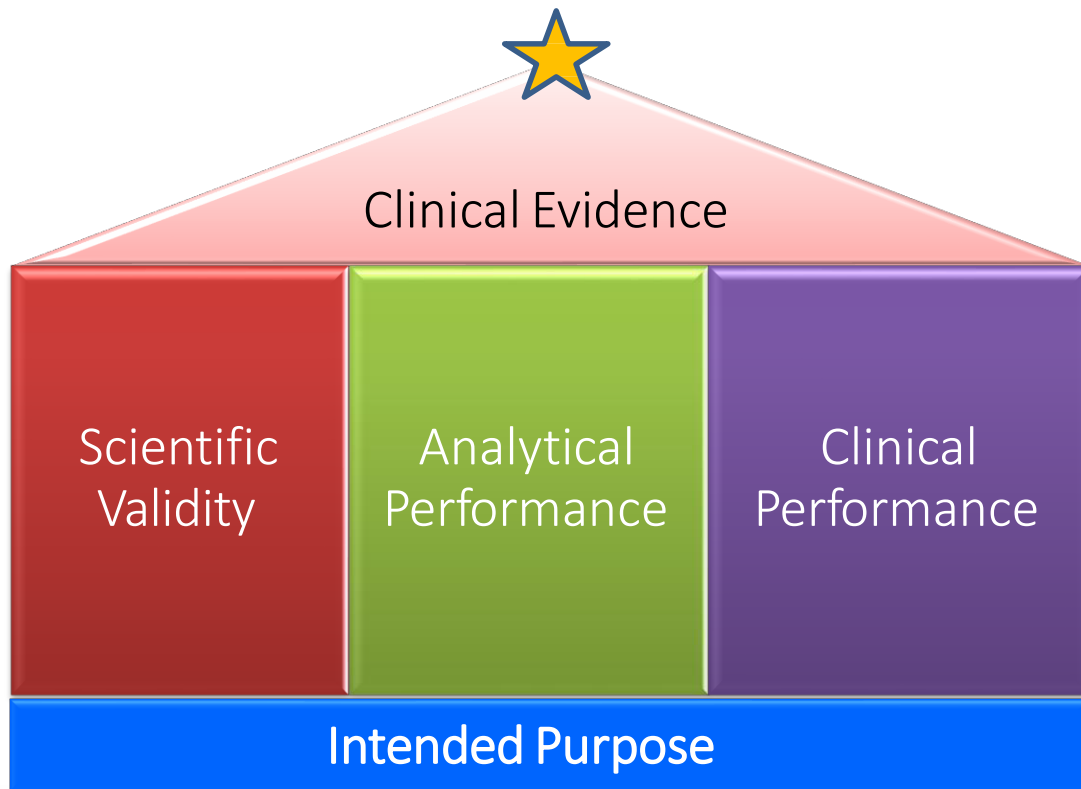 Clinical Evidence
Scientific
Validity
Analytical
Performance
Clinical
Performance
Intended Purpose